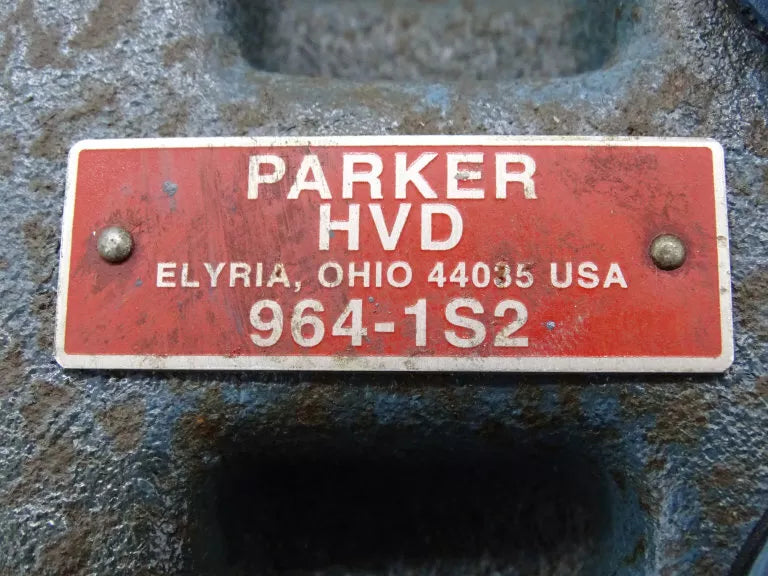 PARKER
HVD
ELYRIA, OHIO 44035 USA
964-1S2